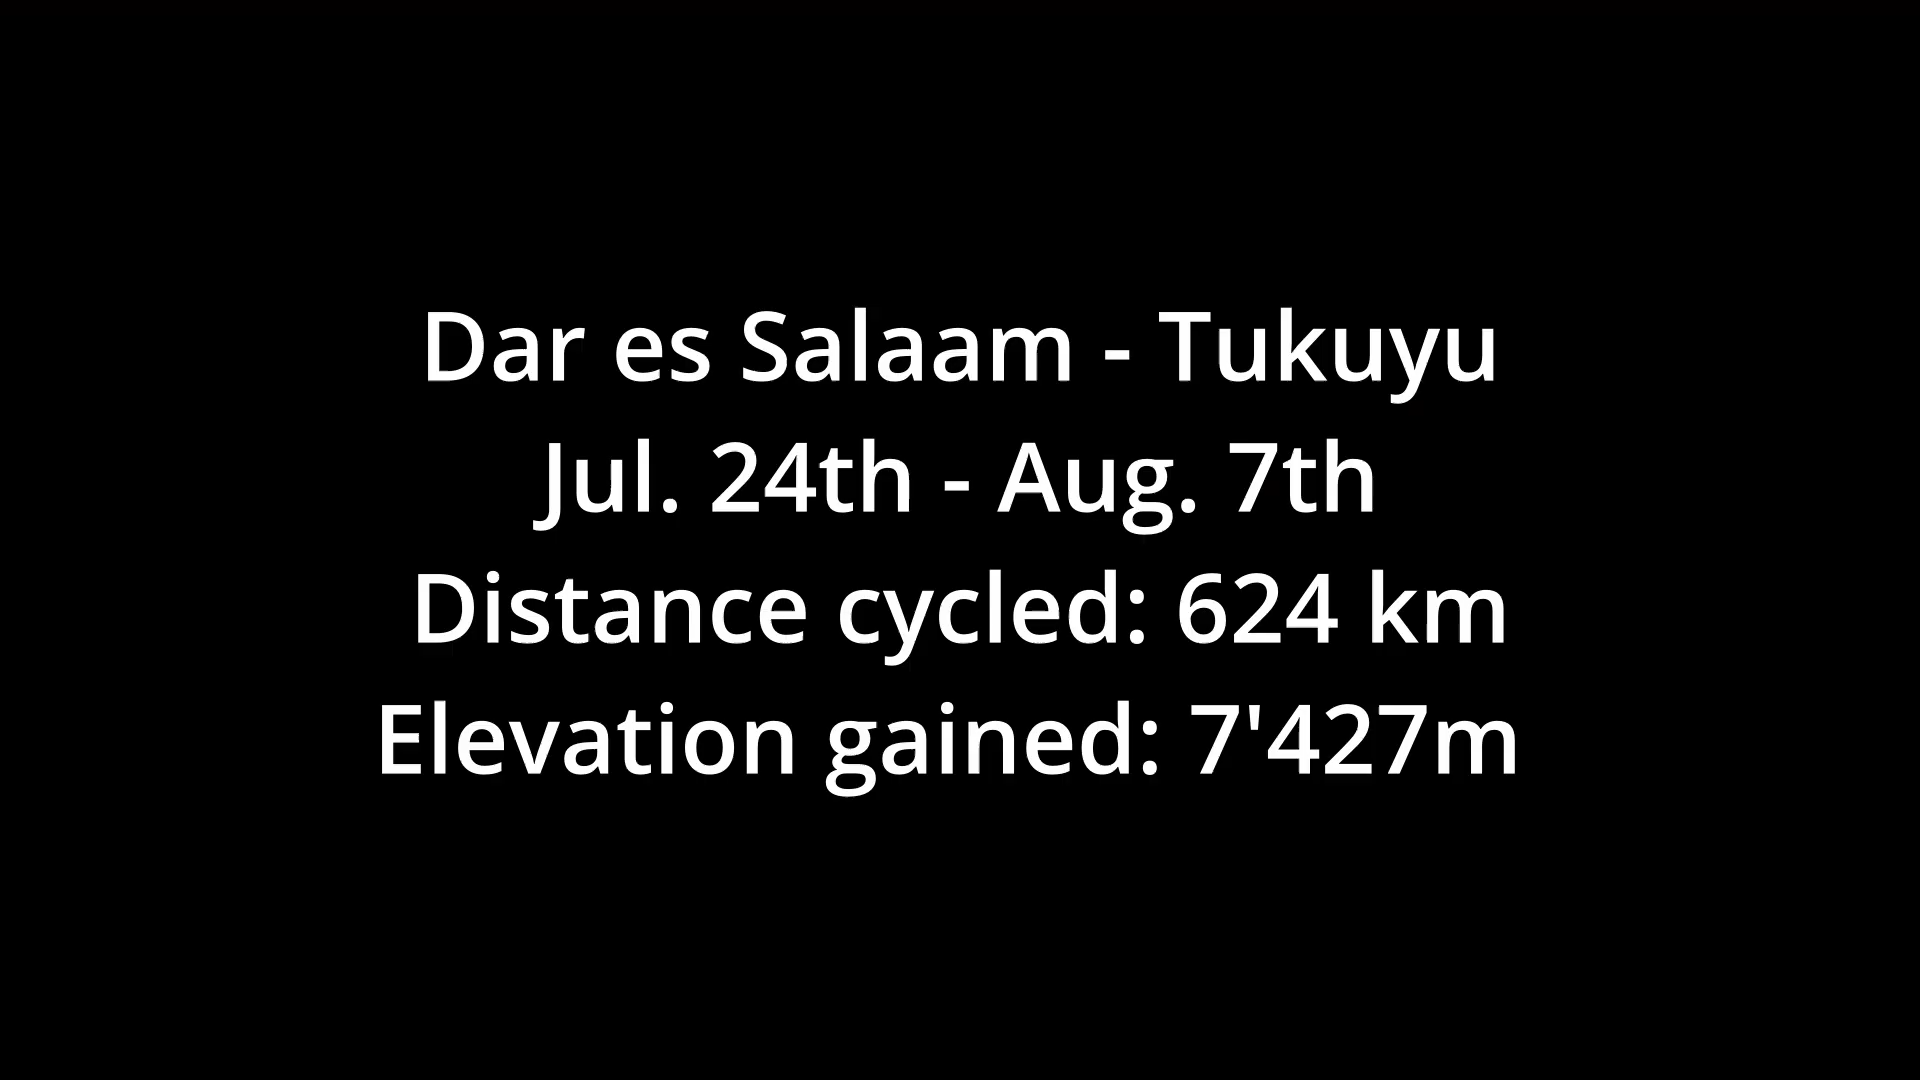 Dar es Salaam - Tukuyu
Jul. 24th - Aug. 7th
Distance cycled: 624 km
Elevation gained: 7'427m